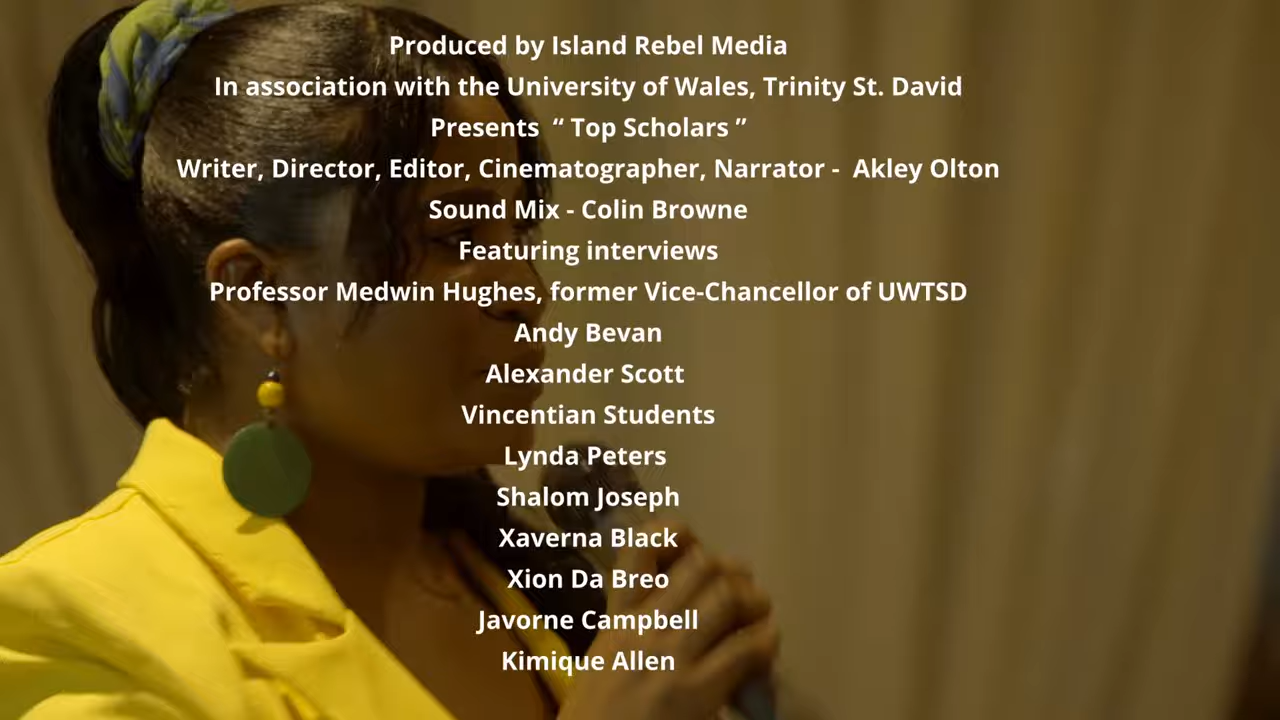 Produced by Island Rebel Media
In association with the University of Wales, Trinity St. David
Presents “ Top Scholars ”
Writer, Director, Editor, Cinematographer, Narrator - Akley Olton
Sound Mix - Colin Browne
Featuring interviews
Professor Medwin Hughes, former Vice-Chancellor of UWTSD
Andy Bevan
Alexander Scott
Vincentian Students
Lynda Peters
Shalom Joseph
Xaverna Black
Xion Da Breo
Javorne Campbell
Kimique Allen